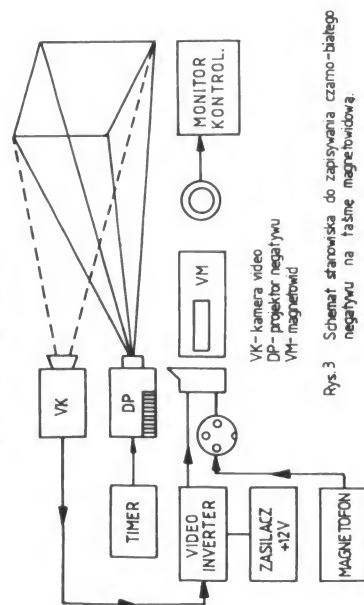 VK
DP
TIMER
VIDEO
INVERTER
ZASILACZ
+12V
MAGNETOFON
VM
MONITOR
KONTROL.
VK- kamera video
DP- projektor negatywu
VM- magnetowid
Rys. 3 Schemat stanowiska do zapisywania czarno-białego
negatywu na taśmę magnetowidową.